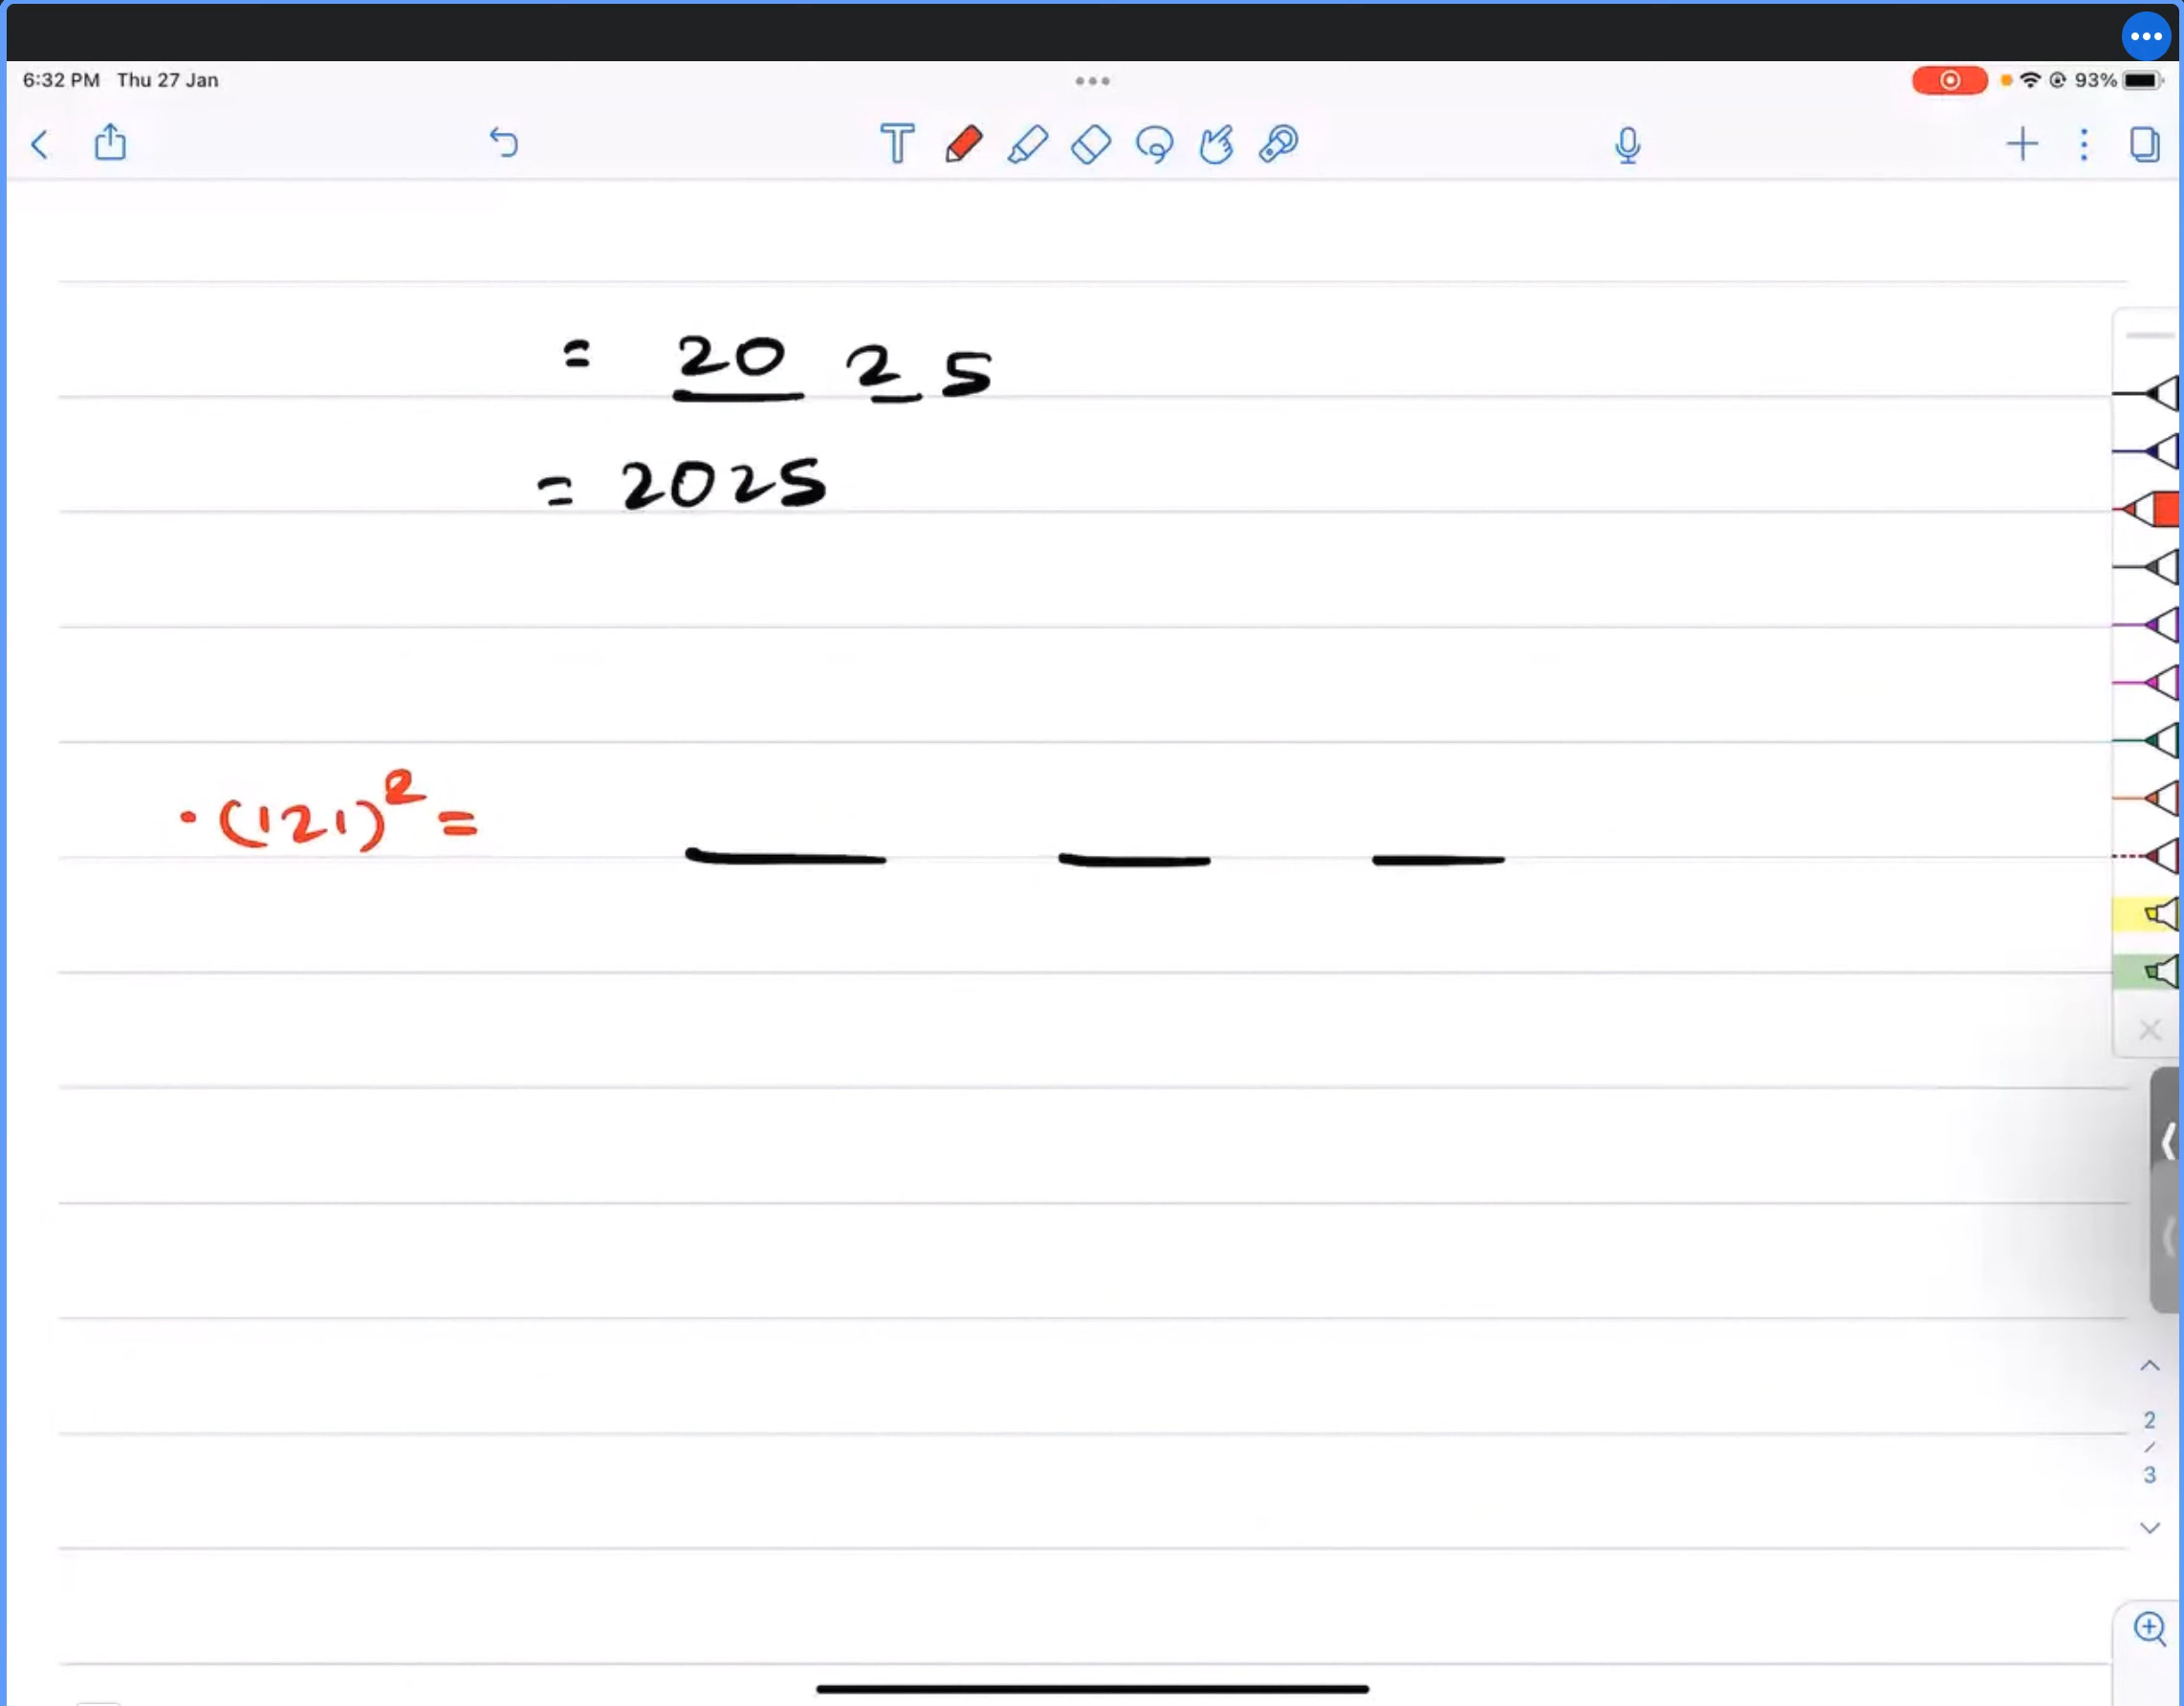 6:32 PM Thu 27 Jan
93%
T
= 20 2 5
= 2025
· (121)² =
2
/
3